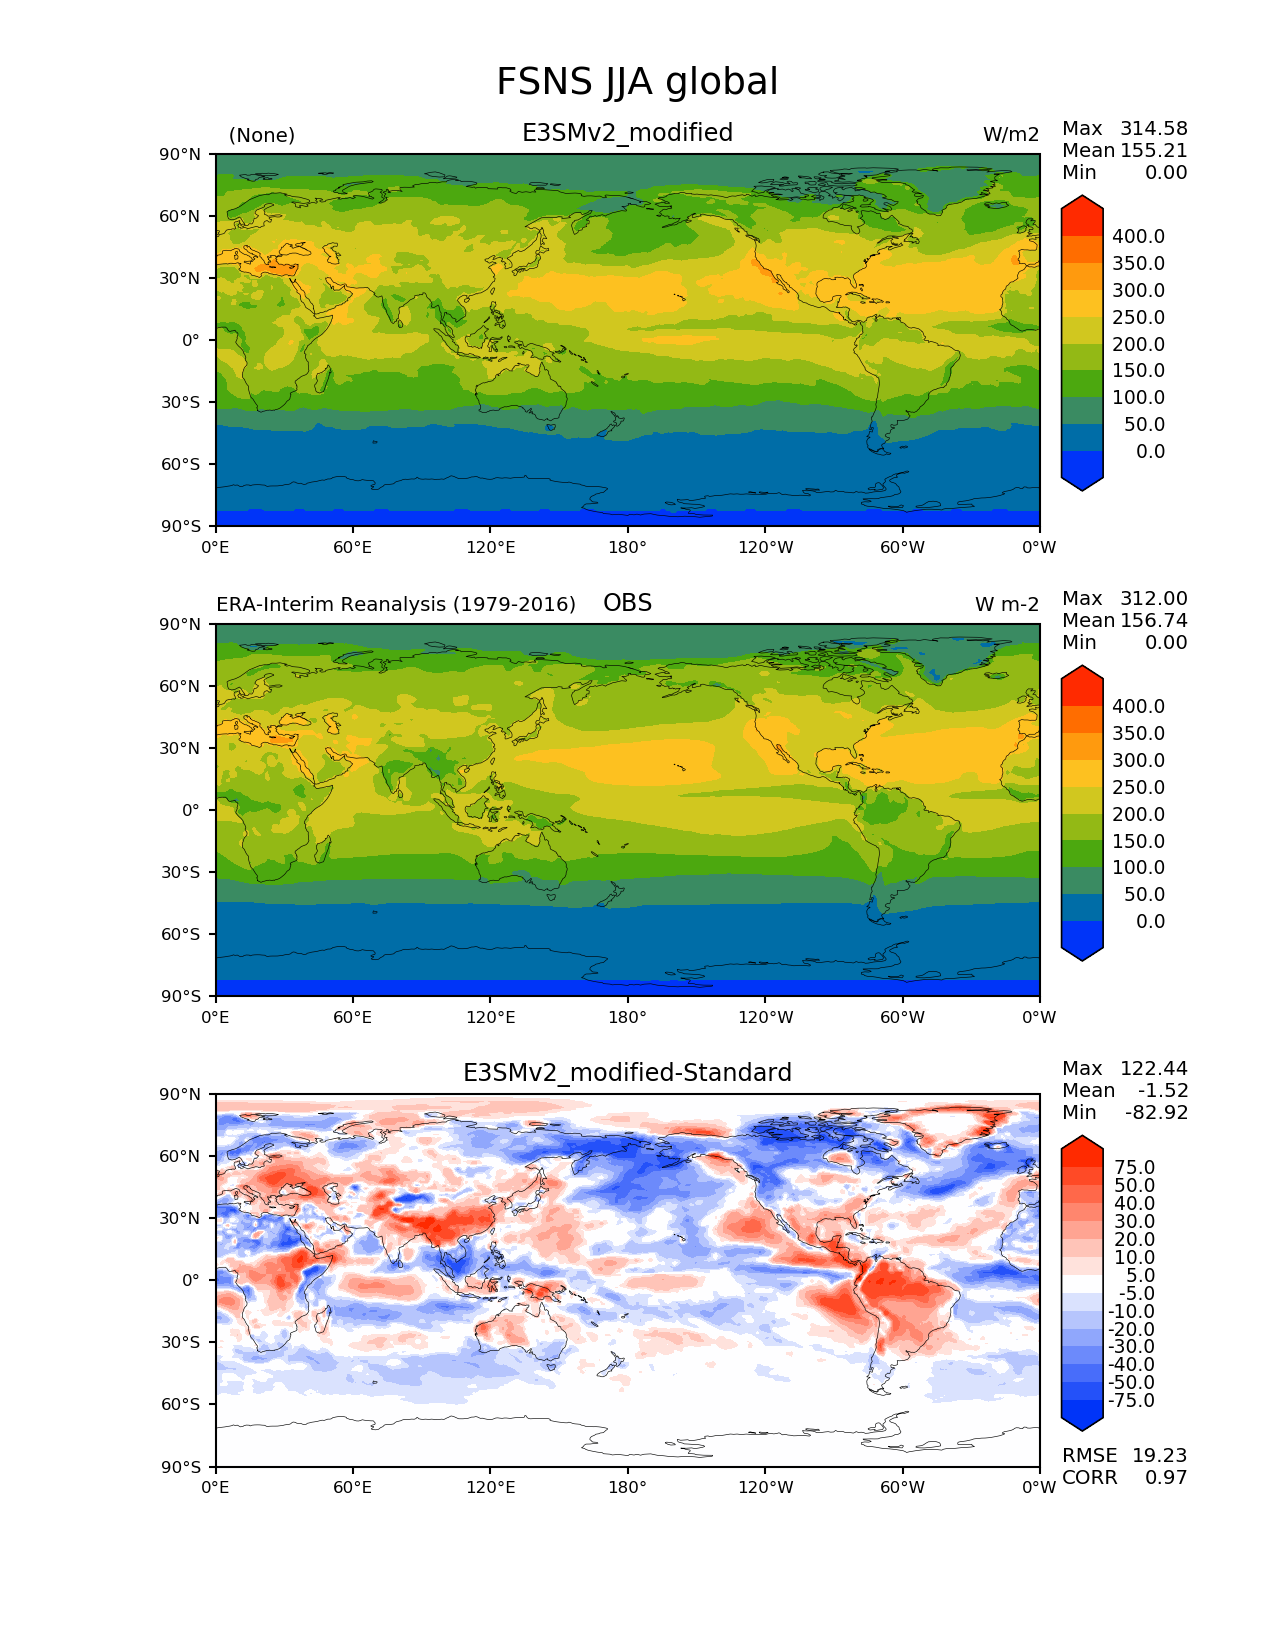 FSNS JJA global
(None) E3SMv2_modified W/m2
Max 314.58
Mean 155.21
Min 0.00
90°N
60°N
30°N
0°
30°S
60°S
90°S
0°E 60°E 120°E 180° 120°W 60°W 0°W
400.0
350.0
300.0
250.0
200.0
150.0
100.0
50.0
0.0
ERA-Interim Reanalysis (1979-2016) OBS W m-2
Max 312.00
Mean 156.74
Min 0.00
90°N
60°N
30°N
0°
30°S
60°S
90°S
0°E 60°E 120°E 180° 120°W 60°W 0°W
400.0
350.0
300.0
250.0
200.0
150.0
100.0
50.0
0.0
E3SMv2_modified-Standard
Max 122.44
Mean -1.52
Min -82.92
90°N
60°N
30°N
0°
30°S
60°S
90°S
0°E 60°E 120°E 180° 120°W 60°W 0°W
75.0
50.0
40.0
30.0
20.0
10.0
5.0
-5.0
-10.0
-20.0
-30.0
-40.0
-50.0
-75.0
RMSE 19.23
CORR 0.97